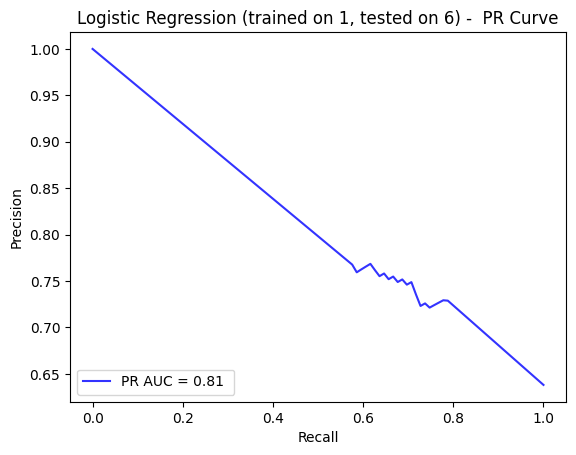 Logistic Regression (trained on 1, tested on 6) -  PR Curve
1.00
0.95
0.90
0.85
0.80
0.75
0.70
0.65
Precision
PR AUC = 0.81
0.0 0.2 0.4 0.6 0.8 1.0
Recall